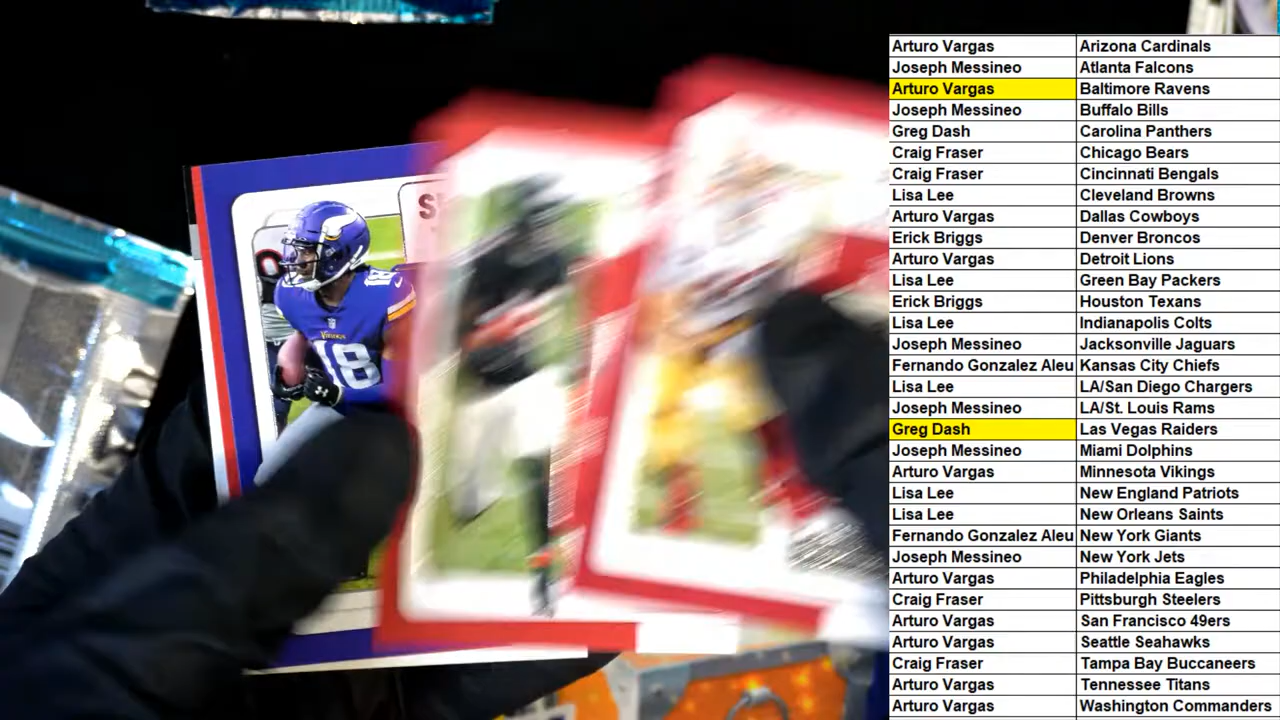 Arturo Vargas Arizona Cardinals
Joseph Messineo Atlanta Falcons
Arturo Vargas Baltimore Ravens
Joseph Messineo Buffalo Bills
Greg Dash Carolina Panthers
Craig Fraser Chicago Bears
Craig Fraser Cincinnati Bengals
Lisa Lee Cleveland Browns
Arturo Vargas Dallas Cowboys
Erick Briggs Denver Broncos
Arturo Vargas Detroit Lions
Lisa Lee Green Bay Packers
Erick Briggs Houston Texans
Lisa Lee Indianapolis Colts
Joseph Messineo Jacksonville Jaguars
Fernando Gonzalez Aleu Kansas City Chiefs
Lisa Lee LA/San Diego Chargers
Joseph Messineo LA/St. Louis Rams
Greg Dash Las Vegas Raiders
Joseph Messineo Miami Dolphins
Arturo Vargas Minnesota Vikings
Lisa Lee New England Patriots
Lisa Lee New Orleans Saints
Fernando Gonzalez Aleu New York Giants
Joseph Messineo New York Jets
Arturo Vargas Philadelphia Eagles
Craig Fraser Pittsburgh Steelers
Arturo Vargas San Francisco 49ers
Arturo Vargas Seattle Seahawks
Craig Fraser Tampa Bay Buccaneers
Arturo Vargas Tennessee Titans
Arturo Vargas Washington Commanders
18
VIKINGS
18